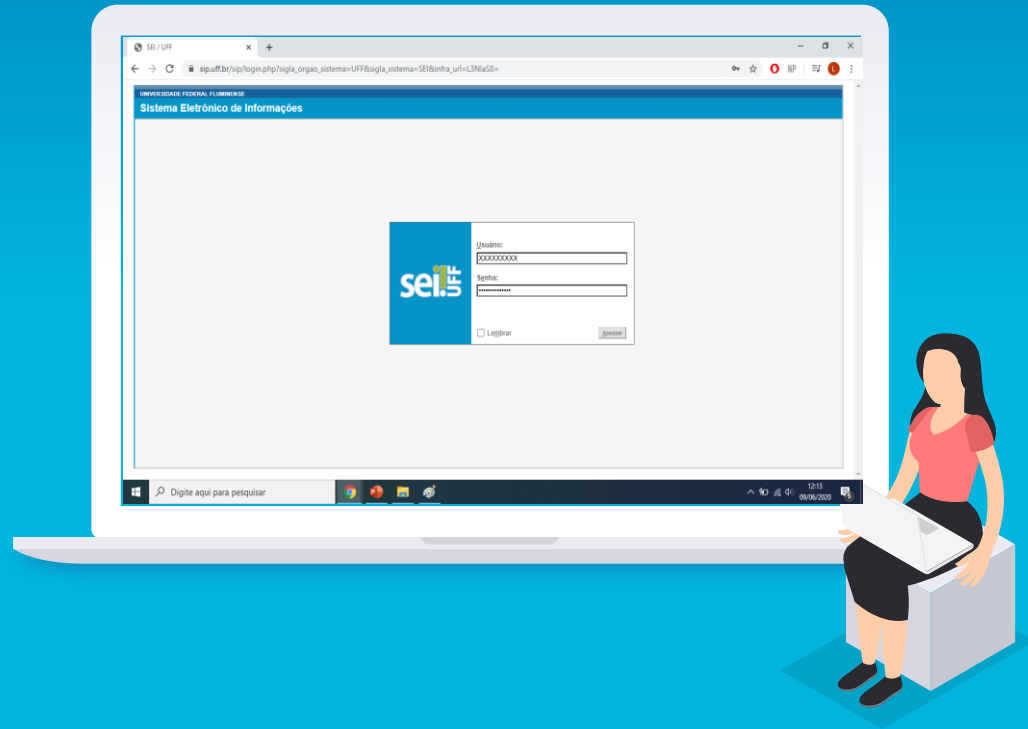 SEI / UFF
sip.uff.br/sip/login.php?sigla_orgao_sistema=UFF&sigla_sistema=SEI&infra_url=L3NlaS8=
NP
L
UNIVERSIDADE FEDERAL FLUMINENSE
Sistema Eletrônico de Informações
sei!
UFF
Usuário:
XXXXXXXXX
Senha:
••••••••••••••
Lembrar
Acessar
Digite aqui para pesquisar
12:13
09/06/2020